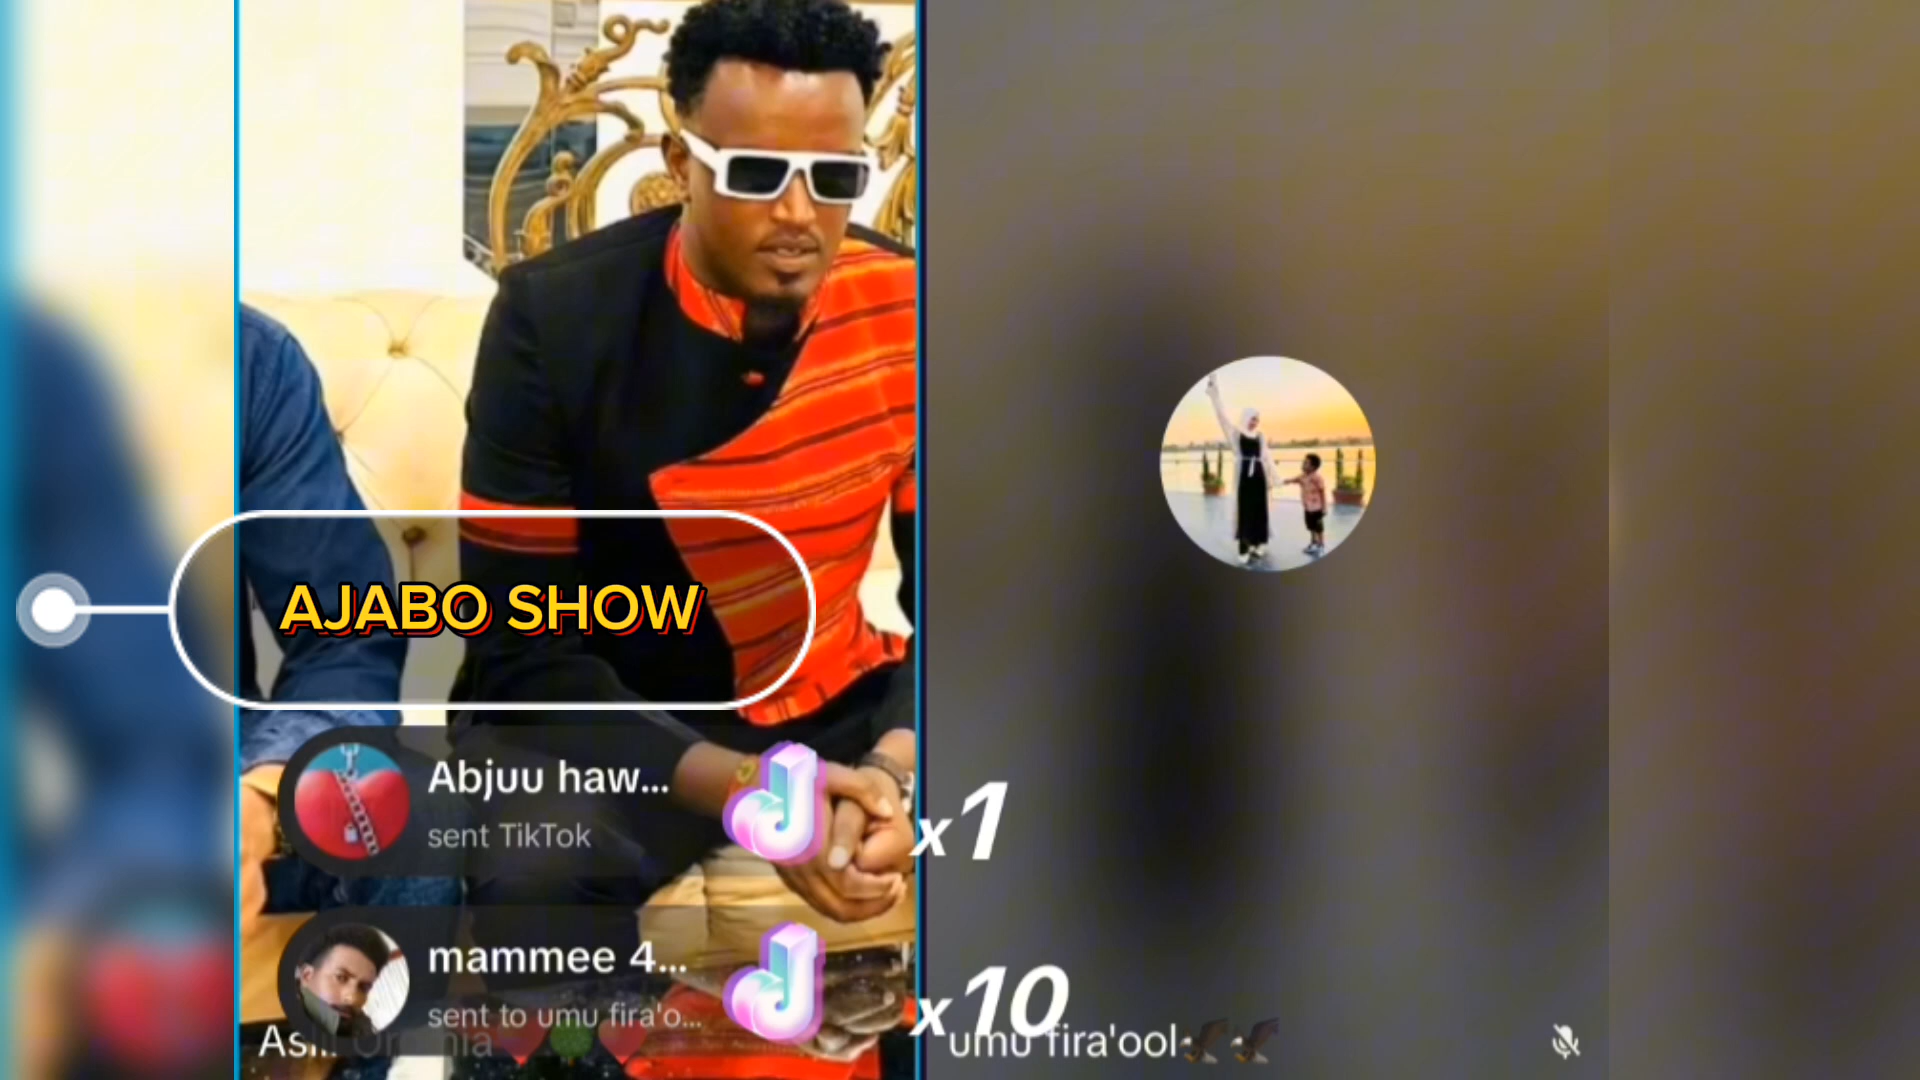 AJABO SHOW
Abjuu haw...
sent TikTok
x1
mammee 4...
sent to umu fira'o...
x10
umu fira'ool